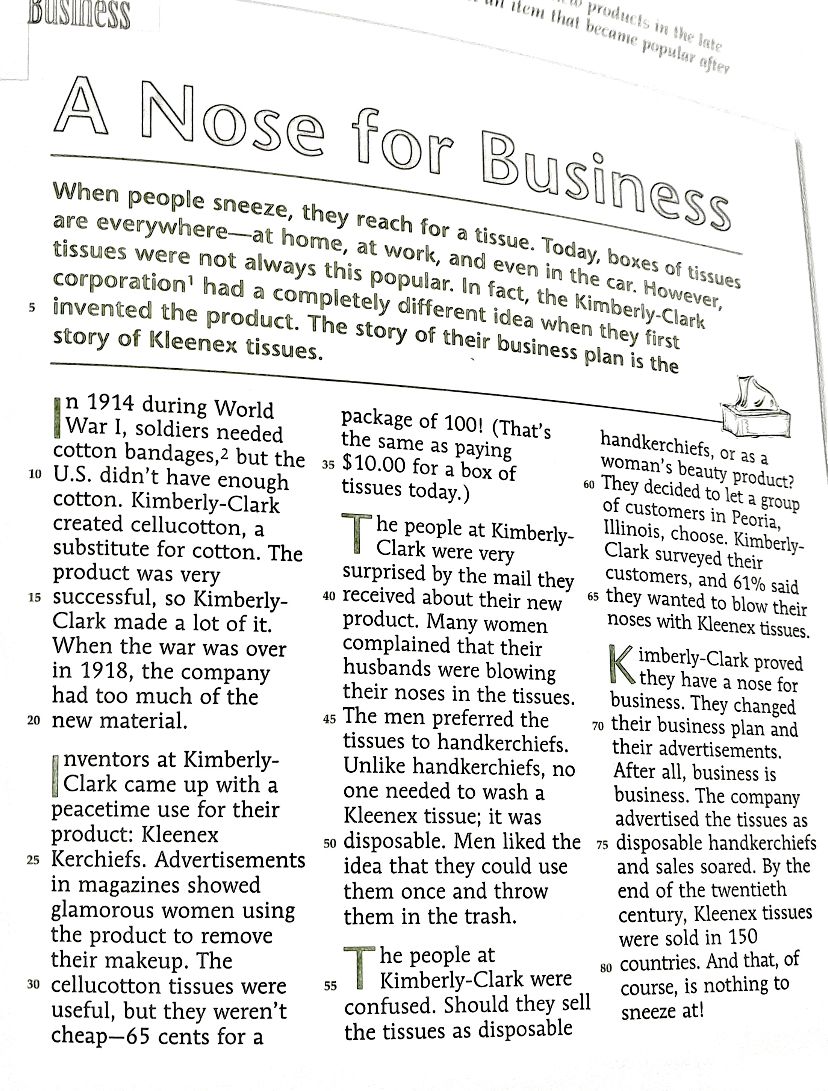 Business
products in the late
an item that became popular after
A Nose for Business
When people sneeze, they reach for a tissue. Today, boxes of tissues
are everywhere—at home, at work, and even in the car. However,
tissues were not always this popular. In fact, the Kimberly-Clark
corporation¹ had a completely different idea when they first
5 invented the product. The story of their business plan is the
story of Kleenex tissues.
In 1914 during World
War I, soldiers needed
cotton bandages,² but the
10 U.S. didn't have enough
cotton. Kimberly-Clark
created cellucotton, a
substitute for cotton. The
product was very
15 successful, so Kimberly-
Clark made a lot of it.
When the war was over
in 1918, the company
had too much of the
20 new material.
Inventors at Kimberly-
Clark came up with a
peacetime use for their
product: Kleenex
25 Kerchiefs. Advertisements
in magazines showed
glamorous women using
the product to remove
their makeup. The
30 cellucotton tissues were
useful, but they weren't
cheap—65 cents for a
package of 100! (That's
the same as paying
35 $10.00 for a box of
tissues today.)
The people at Kimberly-
Clark were very
surprised by the mail they
40 received about their new
product. Many women
complained that their
husbands were blowing
their noses in the tissues.
45 The men preferred the
tissues to handkerchiefs.
Unlike handkerchiefs, no
one needed to wash a
Kleenex tissue; it was
50 disposable. Men liked the
idea that they could use
them once and throw
them in the trash.
The people at
55 Kimberly-Clark were
confused. Should they sell
the tissues as disposable
handkerchiefs, or as a
woman's beauty product?
60 They decided to let a group
of customers in Peoria,
Illinois, choose. Kimberly-
Clark surveyed their
customers, and 61% said
65 they wanted to blow their
noses with Kleenex tissues.
Kimberly-Clark proved
they have a nose for
business. They changed
70 their business plan and
their advertisements.
After all, business is
business. The company
advertised the tissues as
75 disposable handkerchiefs
and sales soared. By the
end of the twentieth
century, Kleenex tissues
were sold in 150
80 countries. And that, of
course, is nothing to
sneeze at!